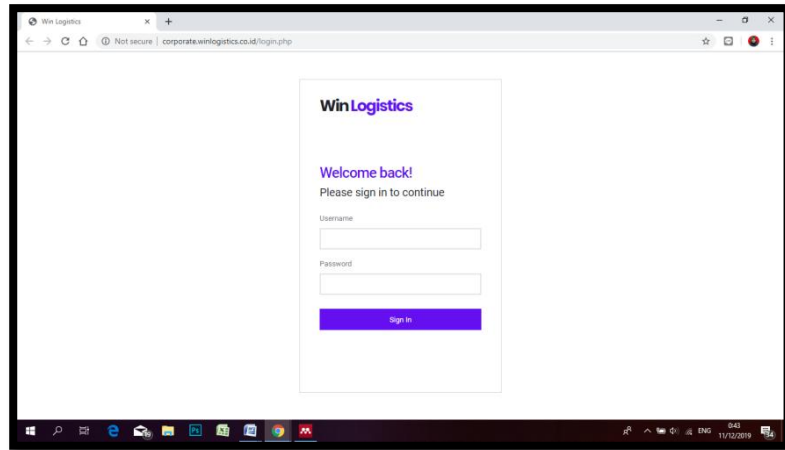 Win Logistics
Not secure | corporate.winlogistics.co.id/login.php
Win Logistics
Welcome back!
Please sign in to continue
Username
Password
Sign In
ENG
0:43
11/12/2019